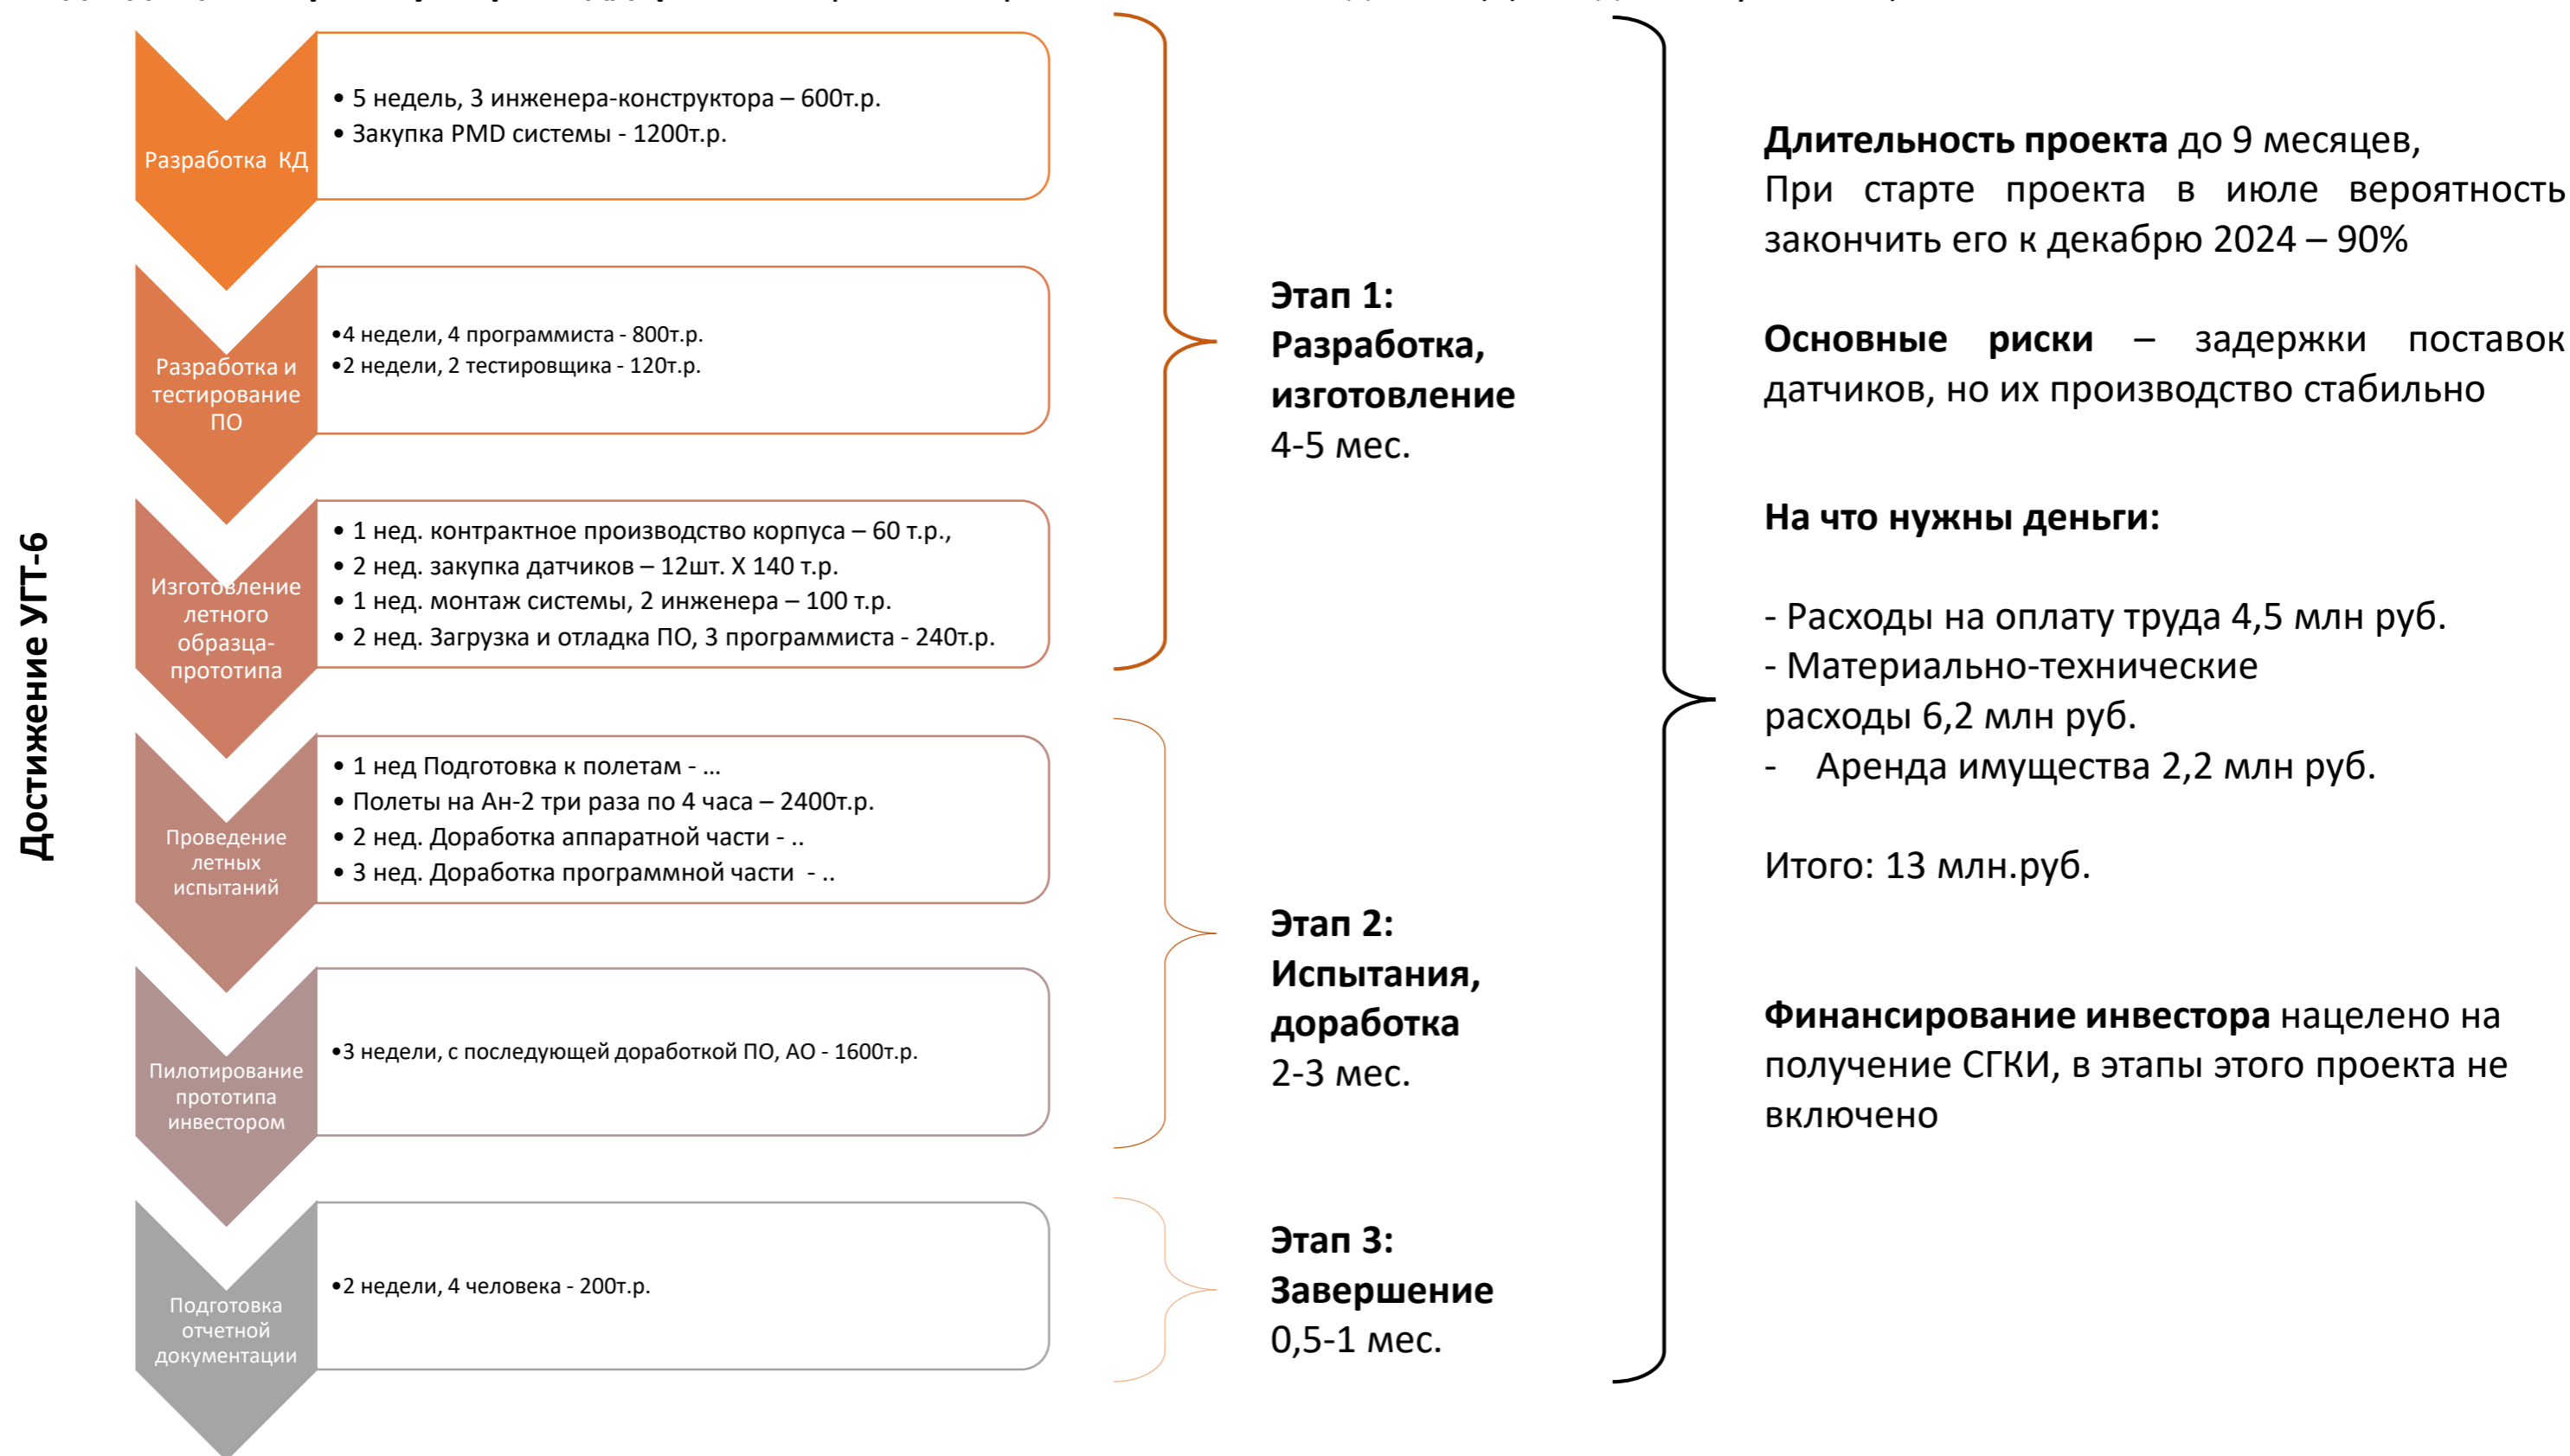 Достижение УГТ-6
Разработка КД
• 5 недель, 3 инженера-конструктора – 600т.р.
• Закупка PMD системы - 1200т.р.
Разработка и
тестирование
ПО
•4 недели, 4 программиста - 800т.р.
•2 недели, 2 тестировщика - 120т.р.
Изготовление
летного
образца-
прототипа
• 1 нед. контрактное производство корпуса – 60 т.р.,
• 2 нед. закупка датчиков – 12шт. Х 140 т.р.
• 1 нед. монтаж системы, 2 инженера – 100 т.р.
• 2 нед. Загрузка и отладка ПО, 3 программиста - 240т.р.
Проведение
летных
испытаний
• 1 нед Подготовка к полетам - ...
• Полеты на Ан-2 три раза по 4 часа – 2400т.р.
• 2 нед. Доработка аппаратной части - ..
• 3 нед. Доработка программной части - ..
Пилотирование
прототипа
инвестором
•3 недели, с последующей доработкой ПО, АО - 1600т.р.
Подготовка
отчетной
документации
•2 недели, 4 человека - 200т.р.
Этап 1:
Разработка,
изготовление
4-5 мес.
Этап 2:
Испытания,
доработка
2-3 мес.
Этап 3:
Завершение
0,5-1 мес.
Длительность проекта до 9 месяцев,
При старте проекта в июле вероятность
закончить его к декабрю 2024 – 90%
Основные риски – задержки поставок
датчиков, но их производство стабильно
На что нужны деньги:
- Расходы на оплату труда 4,5 млн руб.
- Материально-технические
расходы 6,2 млн руб.
- Аренда имущества 2,2 млн руб.
Итого: 13 млн.руб.
Финансирование инвестора нацелено на
получение СГКИ, в этапы этого проекта не
включено